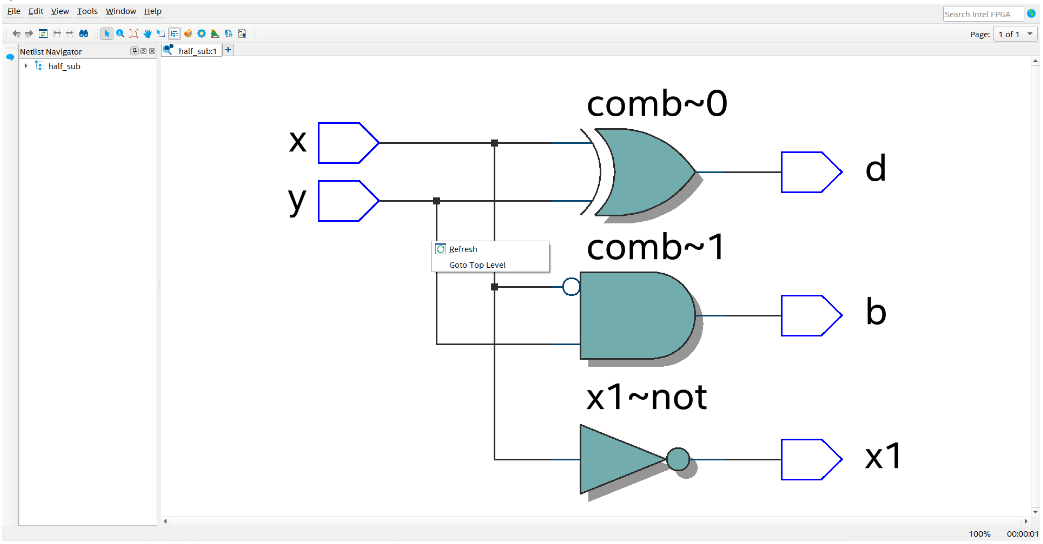 File Edit View Tools Window Help
Search Intel FPGA
Page: 1 of 1
Netlist Navigator
half_sub:1
half_sub
comb~0
x
d
y
comb~1
Refresh
Goto Top Level
b
x1~not
x1
100% 00:00:01